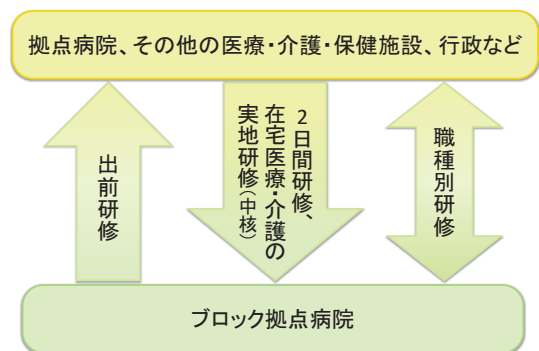 拠点病院、その他の医療・介護・保健施設、行政など
出前研修
2日間研修、
在宅医療・介護の
実地研修(中核)
職種別研修
ブロック拠点病院